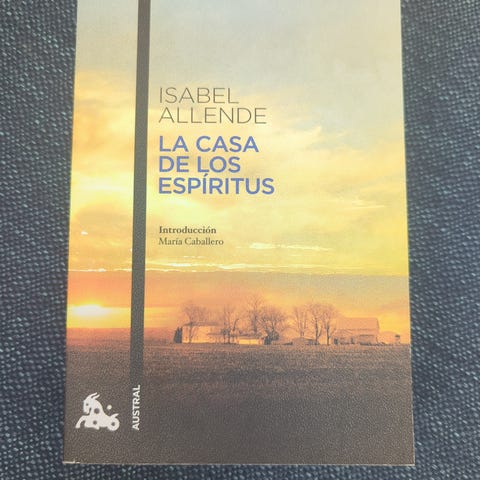 ISABEL
ALLENDE
LA CASA
DE LOS
ESPÍRITUS
Introducción
María Caballero
AUSTRAL